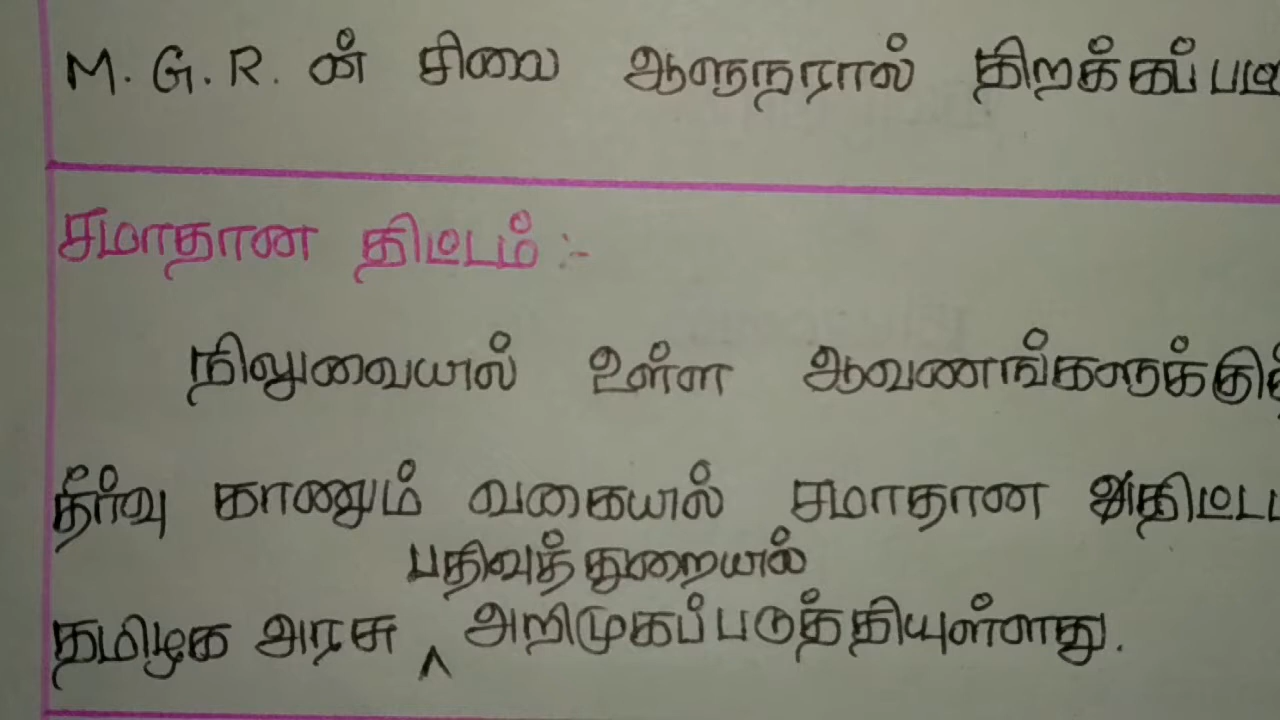 M.G.R. ன் சிலை ஆளுநரால் திறக்கப்பட
சமாதான திட்டம் :-
நிலுவையில் உள்ள ஆவணங்களுக்கு
தீர்வு காணும் வகையில் சமாதான திட்ட
பதிவுத் துறையில்
தமிழக அரசு ^ அறிமுகப்படுத்தியுள்ளது.